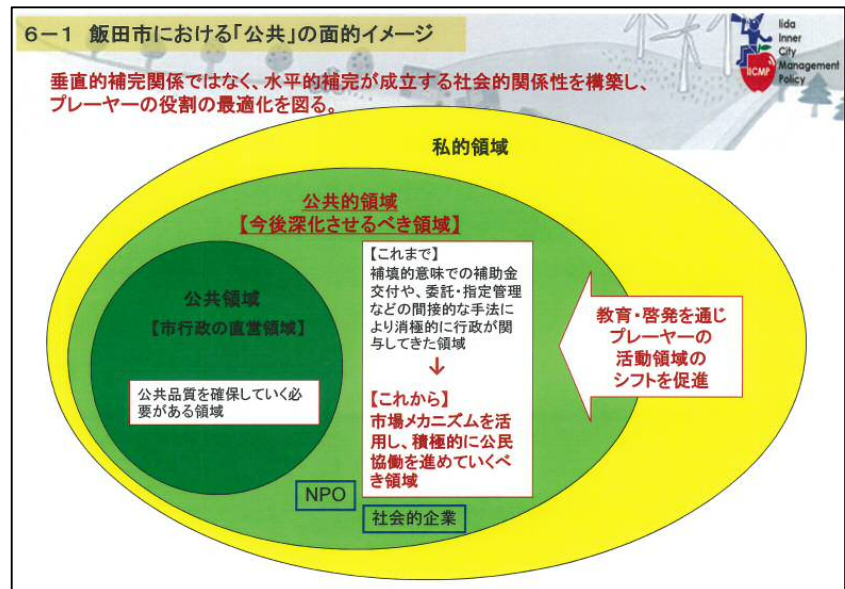 6－1 飯田市における「公共」の面的イメージ
Iida
Inner
City
Management
Policy
IICMP
垂直的補完関係ではなく、水平的補完が成立する社会的関係性を構築し、
プレーヤーの役割の最適化を図る。
私的領域
公共的領域
【今後深化させるべき領域】
公共領域
【市行政の直営領域】
公共品質を確保していく必
要がある領域
【これまで】
補填的意味での補助金
交付や、委託・指定管理
などの間接的な手法に
より消極的に行政が関
与してきた領域
↓
【これから】
市場メカニズムを活
用し、積極的に公民
協働を進めていくべ
き領域
教育・啓発を通じ
プレーヤーの
活動領域の
シフトを促進
NPO
社会的企業